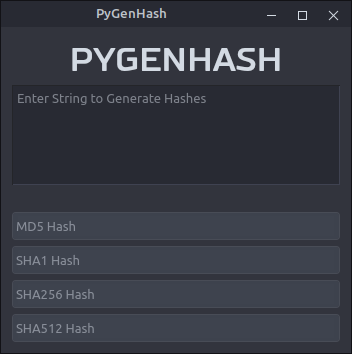 PyGenHash
PYGENHASH
Enter String to Generate Hashes
MD5 Hash
SHA1 Hash
SHA256 Hash
SHA512 Hash